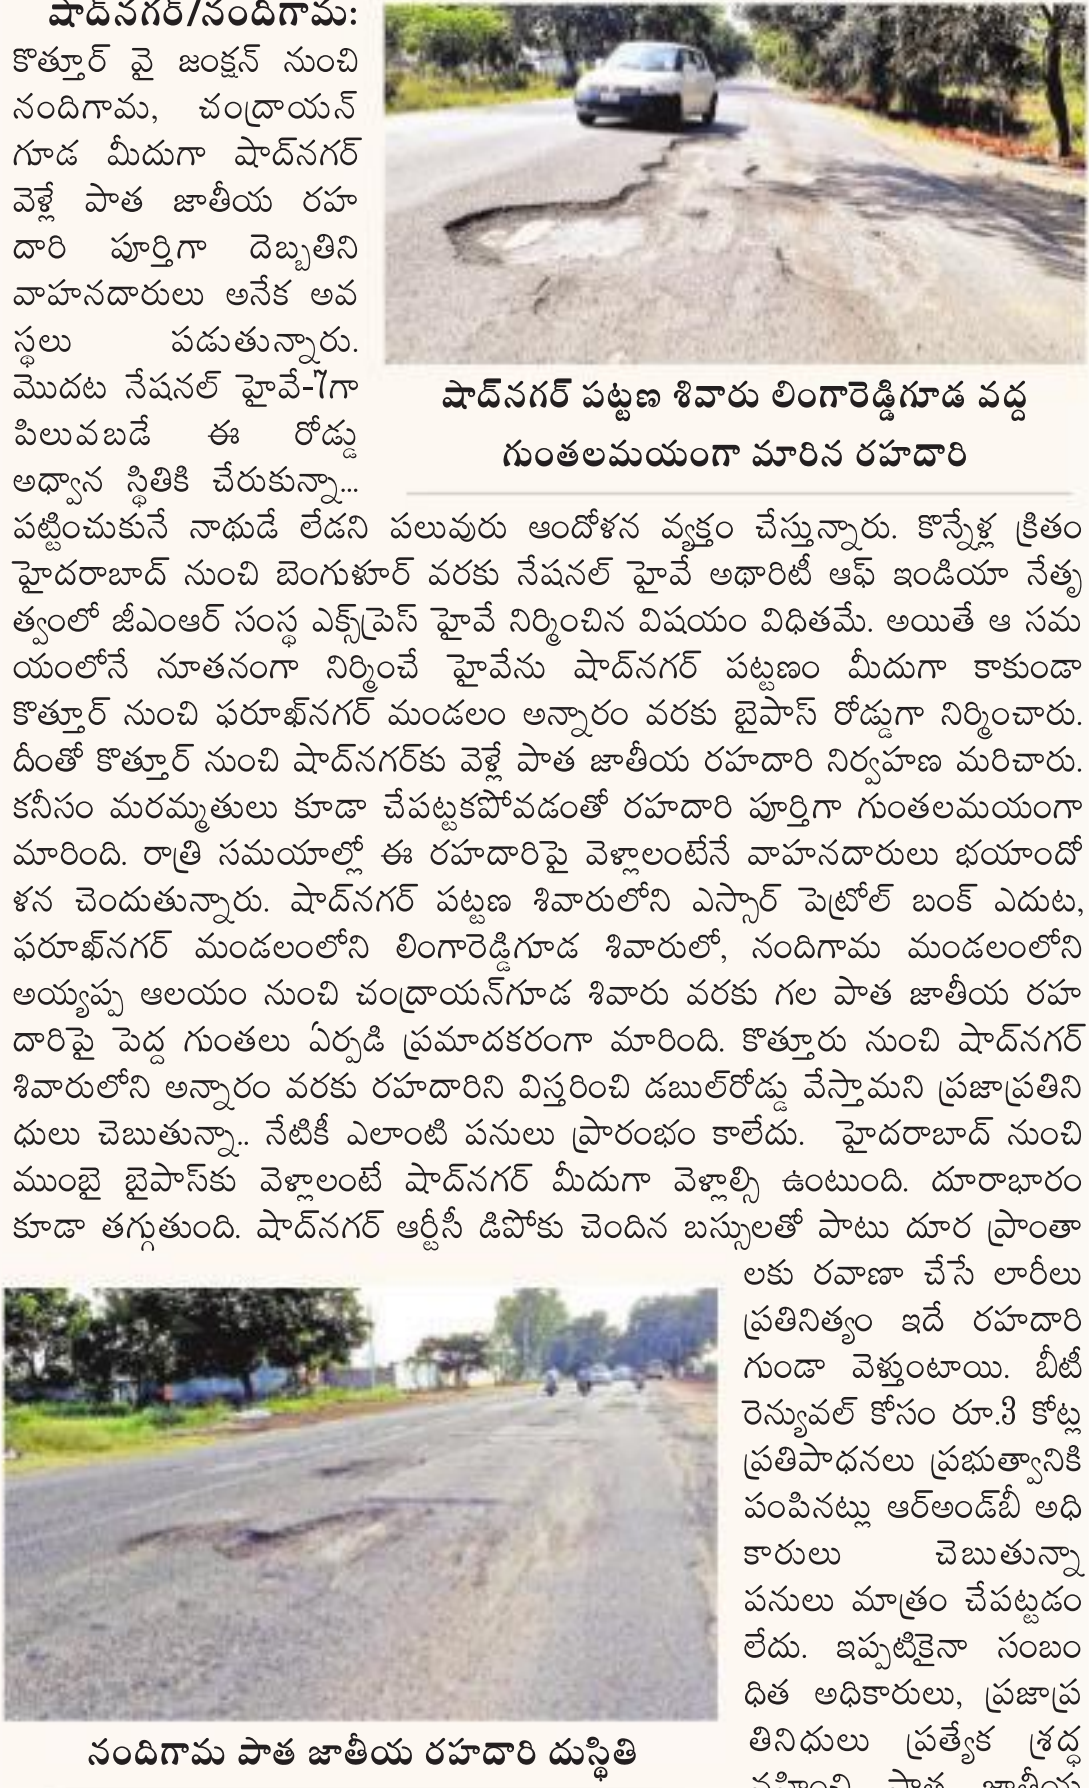 షాద్‌నగర్/నందిగామ:
కొత్తూర్ వై జంక్షన్ నుంచి
నందిగామ, చంద్రాయన్
గూడ మీదుగా షాద్‌నగర్
వెళ్లే పాత జాతీయ రహ
దారి పూర్తిగా దెబ్బతిని
వాహనదారులు అనేక అవ
స్థలు పడుతున్నారు.
మొదట నేషనల్ హైవే-7గా
పిలువబడే ఈ రోడ్డు
అధ్వాన స్థితికి చేరుకున్నా...
షాద్‌నగర్ పట్టణ శివారు లింగారెడ్డిగూడ వద్ద
గుంతలమయంగా మారిన రహదారి
పట్టించుకునే నాథుడే లేడని పలువురు ఆందోళన వ్యక్తం చేస్తున్నారు. కొన్నేళ్ల క్రితం
హైదరాబాద్ నుంచి బెంగుళూర్ వరకు నేషనల్ హైవే అథారిటీ ఆఫ్ ఇండియా నేతృ
త్వంలో జీఎంఆర్ సంస్థ ఎక్స్‌ప్రెస్ హైవే నిర్మించిన విషయం విధితమే. అయితే ఆ సమ
యంలోనే నూతనంగా నిర్మించే హైవేను షాద్‌నగర్ పట్టణం మీదుగా కాకుండా
కొత్తూర్ నుంచి ఫరూఖ్‌నగర్ మండలం అన్నారం వరకు బైపాస్ రోడ్డుగా నిర్మించారు.
దీంతో కొత్తూర్ నుంచి షాద్‌నగర్‌కు వెళ్లే పాత జాతీయ రహదారి నిర్వహణ మరిచారు.
కనీసం మరమ్మతులు కూడా చేపట్టకపోవడంతో రహదారి పూర్తిగా గుంతలమయంగా
మారింది. రాత్రి సమయాల్లో ఈ రహదారిపై వెళ్లాలంటేనే వాహనదారులు భయాందో
ళన చెందుతున్నారు. షాద్‌నగర్ పట్టణ శివారులోని ఎస్సార్ పెట్రోల్ బంక్ ఎదుట,
ఫరూఖ్‌నగర్ మండలంలోని లింగారెడ్డిగూడ శివారులో, నందిగామ మండలంలోని
అయ్యప్ప ఆలయం నుంచి చంద్రాయన్‌గూడ శివారు వరకు గల పాత జాతీయ రహ
దారిపై పెద్ద గుంతలు ఏర్పడి ప్రమాదకరంగా మారింది. కొత్తూరు నుంచి షాద్‌నగర్
శివారులోని అన్నారం వరకు రహదారిని విస్తరించి డబుల్‌రోడ్డు వేస్తామని ప్రజాప్రతిని
ధులు చెబుతున్నా.. నేటికీ ఎలాంటి పనులు ప్రారంభం కాలేదు. హైదరాబాద్ నుంచి
ముంబై బైపాస్‌కు వెళ్లాలంటే షాద్‌నగర్ మీదుగా వెళ్లాల్సి ఉంటుంది. దూరాభారం
కూడా తగ్గుతుంది. షాద్‌నగర్ ఆర్టీసీ డిపోకు చెందిన బస్సులతో పాటు దూర ప్రాంతా
లకు రవాణా చేసే లారీలు
ప్రతినిత్యం ఇదే రహదారి
గుండా వెళ్తుంటాయి. బీటీ
రెన్యువల్ కోసం రూ.3 కోట్ల
ప్రతిపాధనలు ప్రభుత్వానికి
పంపినట్లు ఆర్అండ్‌బీ అధి
కారులు చెబుతున్నా
పనులు మాత్రం చేపట్టడం
లేదు. ఇప్పటికైనా సంబం
ధిత అధికారులు, ప్రజాప్ర
తినిధులు ప్రత్యేక శ్రద్ధ
వహించి పాత జాతీయ
నందిగామ పాత జాతీయ రహదారి దుస్థితి